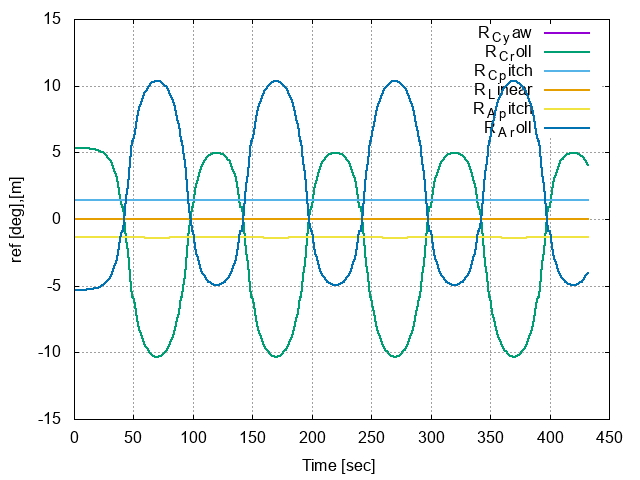 15
10
5
0
-5
-10
-15
ref [deg],[m]
R_Cyaw
R_Croll
R_Cpitch
R_Linear
R_Apitch
R_Aroll
0 50 100 150 200 250 300 350 400 450
Time [sec]